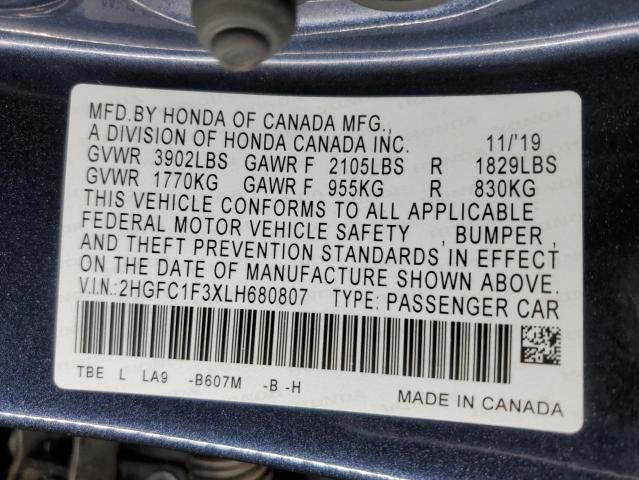 MFD.BY HONDA OF CANADA MFG.,
A DIVISION OF HONDA CANADA INC. 11/'19
GVWR 3902LBS GAWR F 2105LBS R 1829LBS
GVWR 1770KG GAWR F 955KG R 830KG
THIS VEHICLE CONFORMS TO ALL APPLICABLE
FEDERAL MOTOR VEHICLE SAFETY , BUMPER ,
AND THEFT PREVENTION STANDARDS IN EFFECT
ON THE DATE OF MANUFACTURE SHOWN ABOVE.
V.I.N.:2HGFC1F3XLH680807 TYPE: PASSENGER CAR
TBE L LA9 -B607M -B -H
MADE IN CANADA